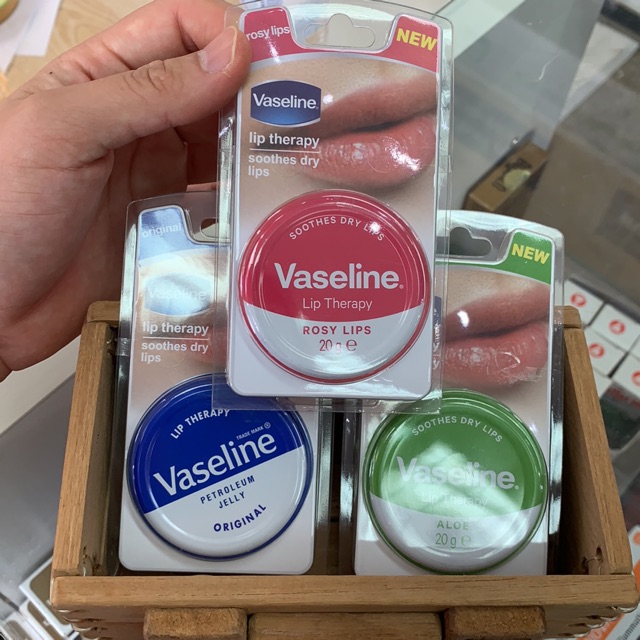 rosy lips
NEW
Vaseline.
lip therapy
soothes dry
lips
SOOTHES DRY LIPS
Vaseline.
Lip Therapy
ROSY LIPS
20 g ℮
original
Vaseline
lip therapy
soothes dry
lips
LIP THERAPY
TRADE MARK ®
Vaseline
PETROLEUM
JELLY
ORIGINAL
NEW
SOOTHES DRY LIPS
Vaseline.
Lip Therapy
ALOE
20 g ℮